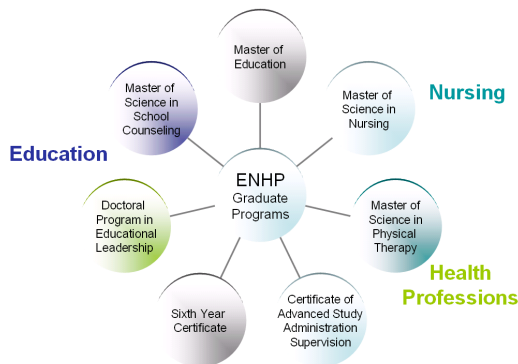 Master of
Education
Master of
Science in
School
Counseling
Master of
Science in
Nursing
Nursing
Education
ENHP
Graduate
Programs
Doctoral
Program in
Educational
Leadership
Master of
Science in
Physical
Therapy
Health
Professions
Sixth Year
Certificate
Certificate of
Advanced Study
Administration
Supervision